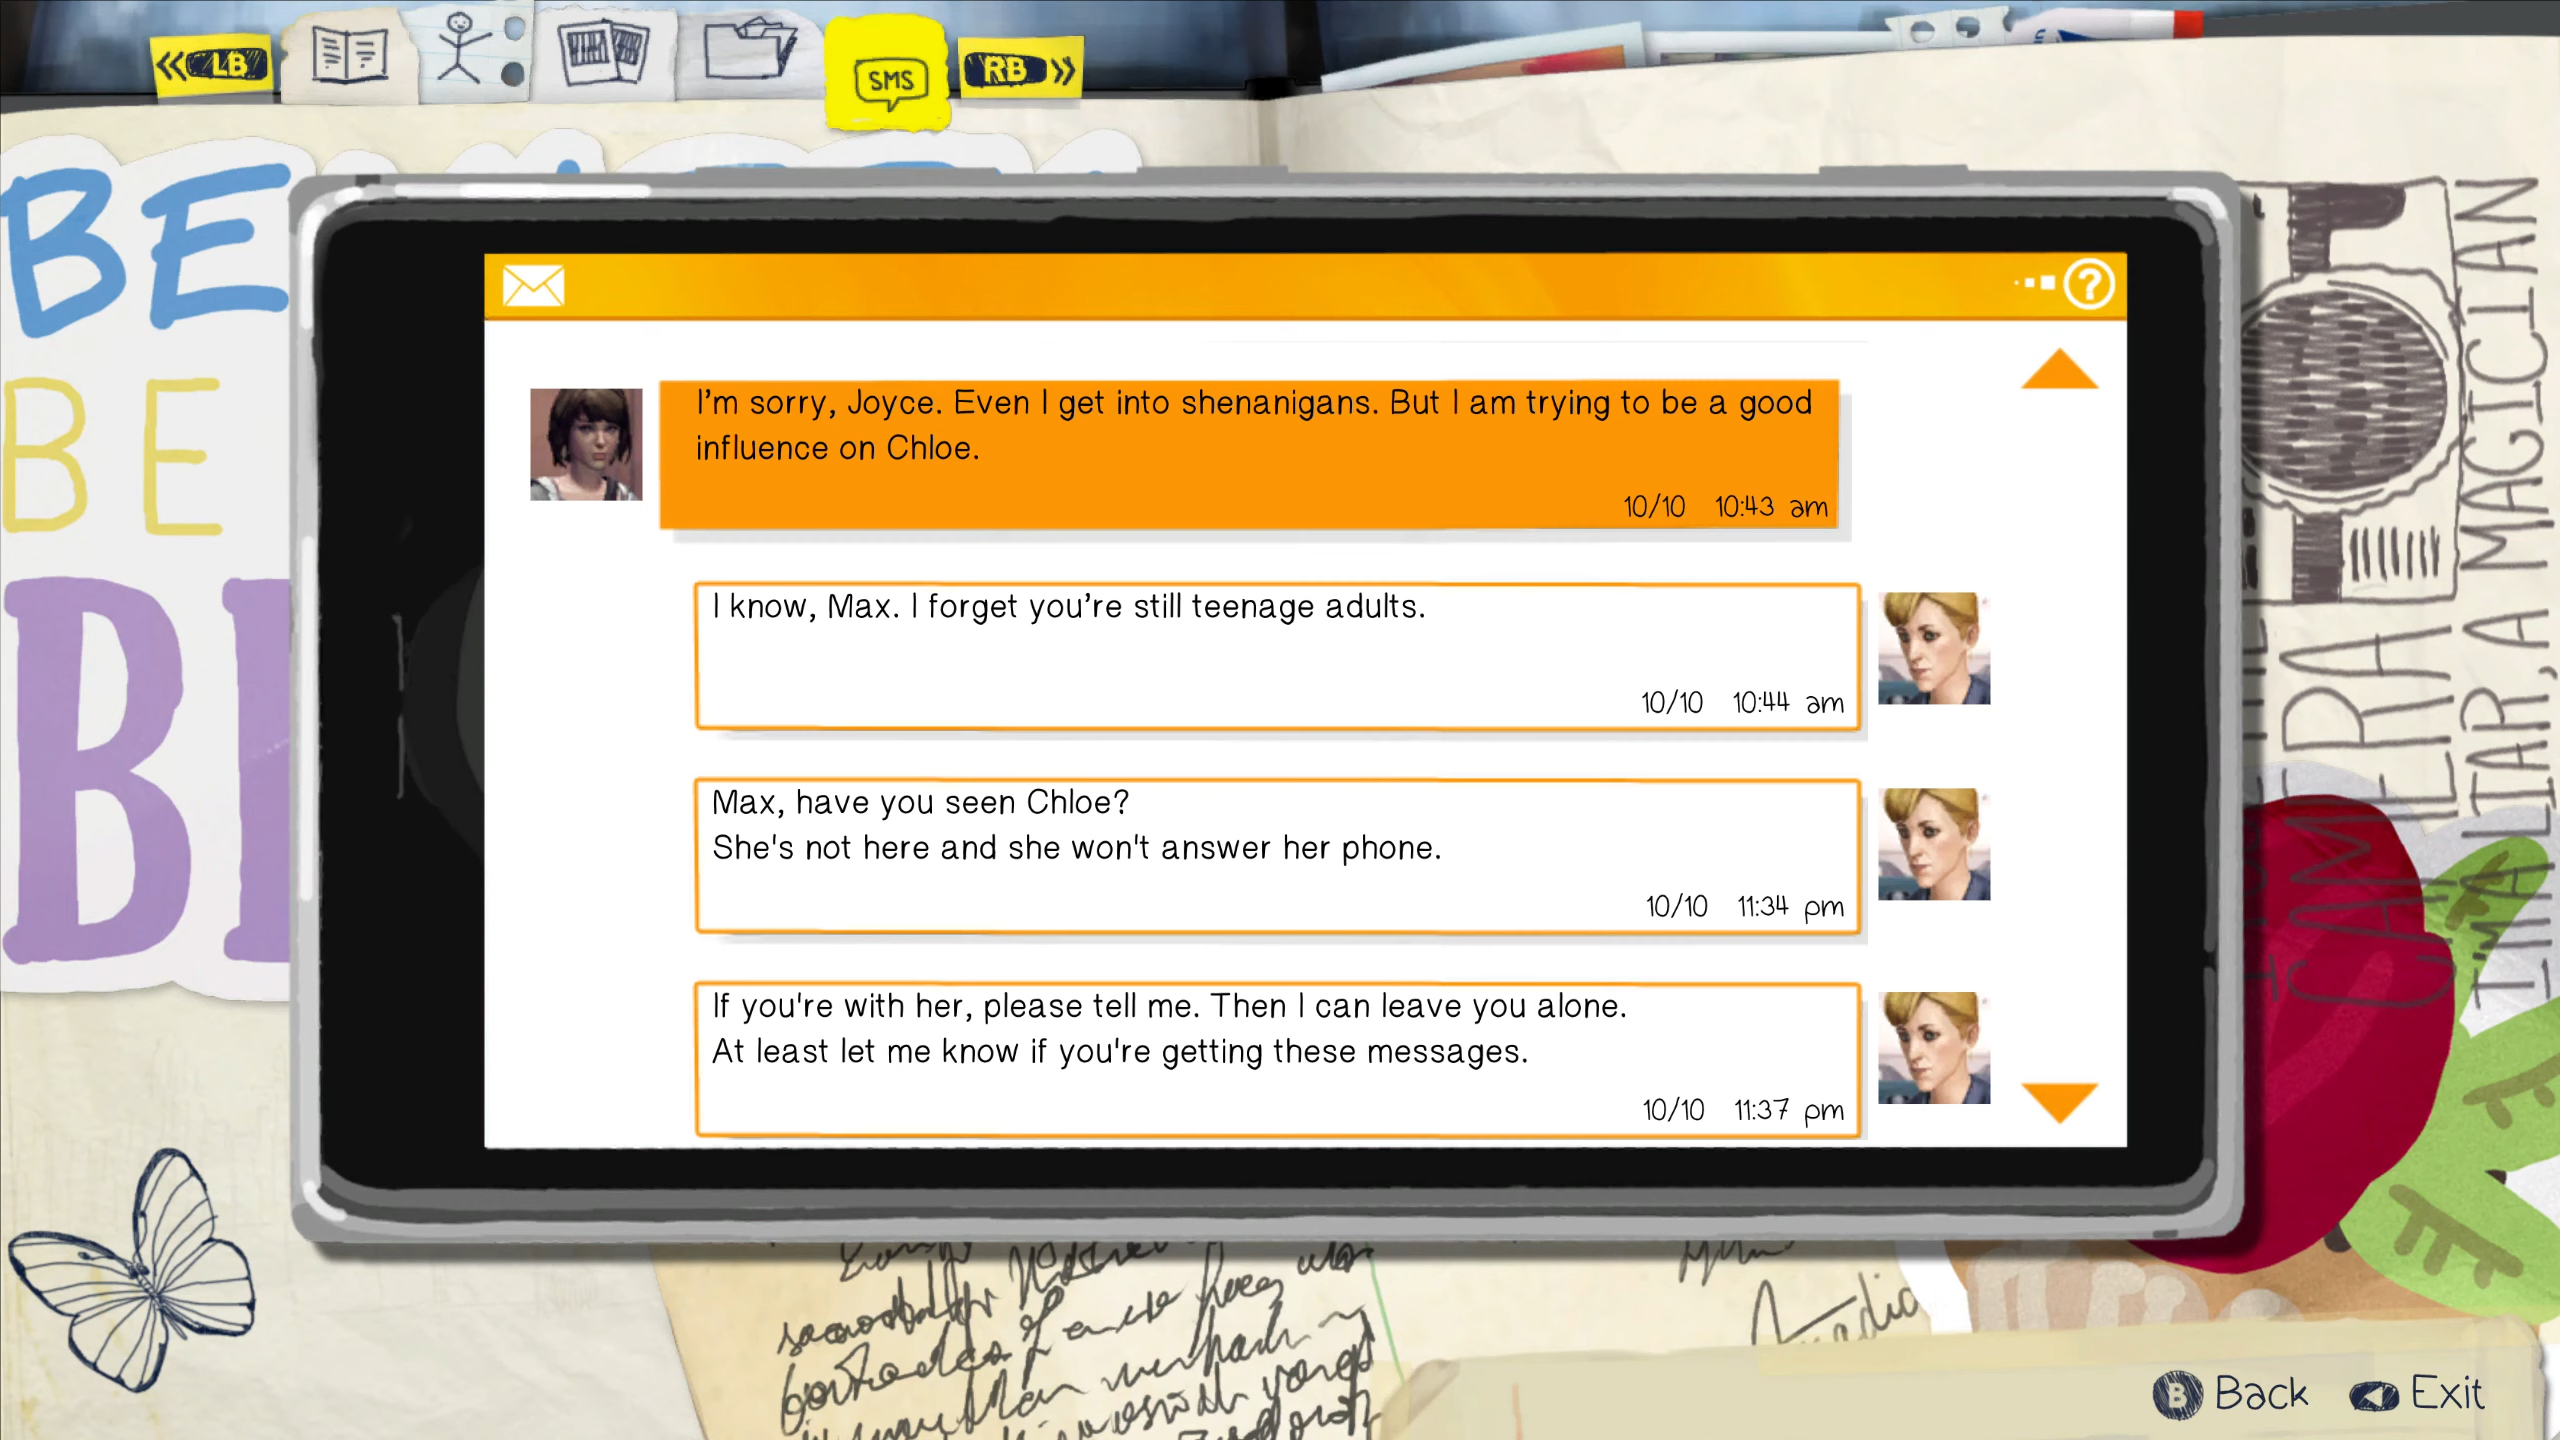 LB
SMS
RB
BE
BE
I'm sorry, Joyce. Even I get into shenanigans. But I am trying to be a good
influence on Chloe.
10/10 10:43 am
I know, Max. I forget you're still teenage adults.
10/10 10:44 am
Max, have you seen Chloe?
She's not here and she won't answer her phone.
10/10 11:34 pm
If you're with her, please tell me. Then I can leave you alone.
At least let me know if you're getting these messages.
10/10 11:37 pm
CAMERA
I'M A LIAR, A MAGICIAN
B Back
Exit